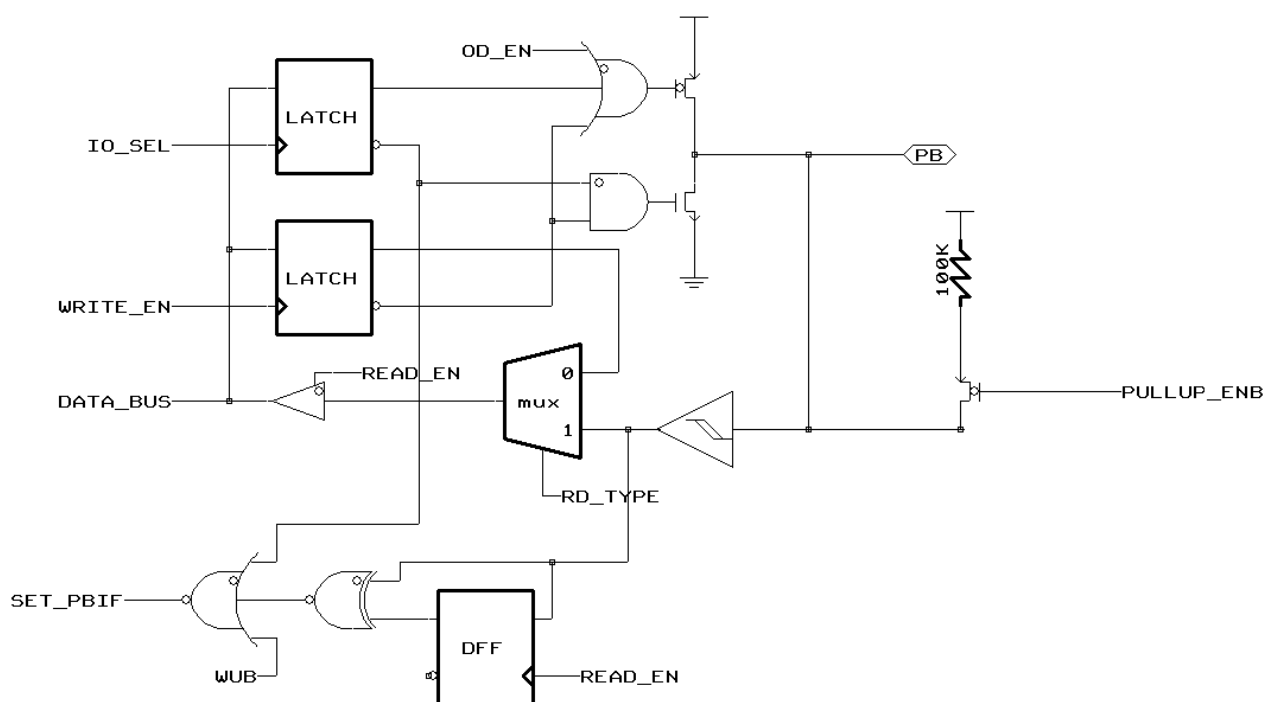 OD_EN
LATCH
IO_SEL
PB
LATCH
100K
WRITE_EN
READ_EN
0
PULLUP_ENB
DATA_BUS
mux
1
RD_TYPE
SET_PBIF
DFF
WUB
READ_EN